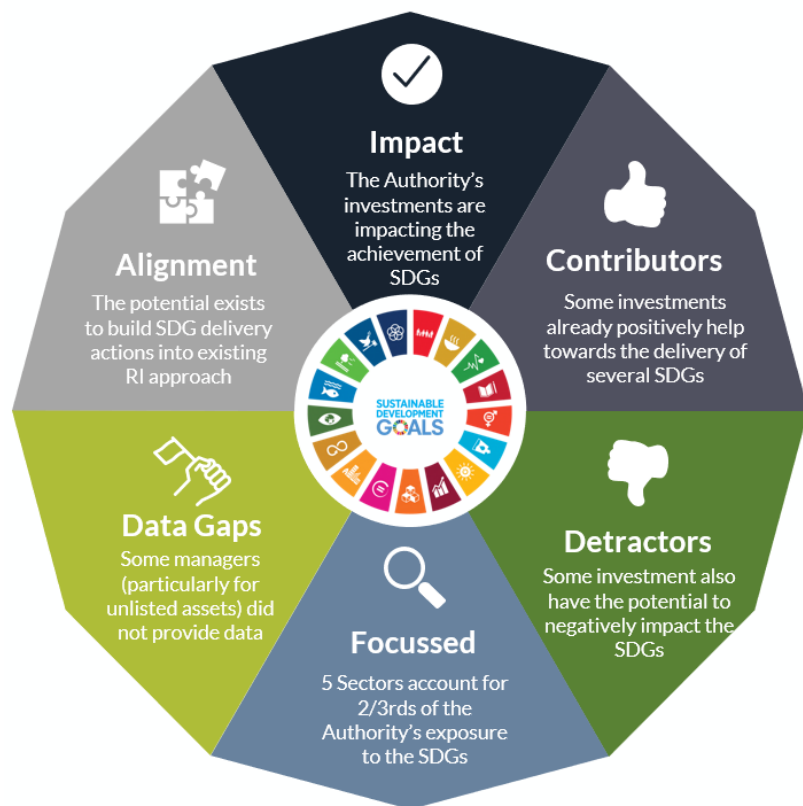 Impact
The Authority's
investments are
impacting the
achievement of
SDGs
Contributors
Some investments
already positively help
towards the delivery of
several SDGs
Detractors
Some investment also
have the potential to
negatively impact the
SDGs
Focussed
5 Sectors account for
2/3rds of the
Authority's exposure
to the SDGs
Data Gaps
Some managers
(particularly for
unlisted assets) did
not provide data
Alignment
The potential exists
to build SDG delivery
actions into existing
RI approach
SUSTAINABLE
DEVELOPMENT
GOALS